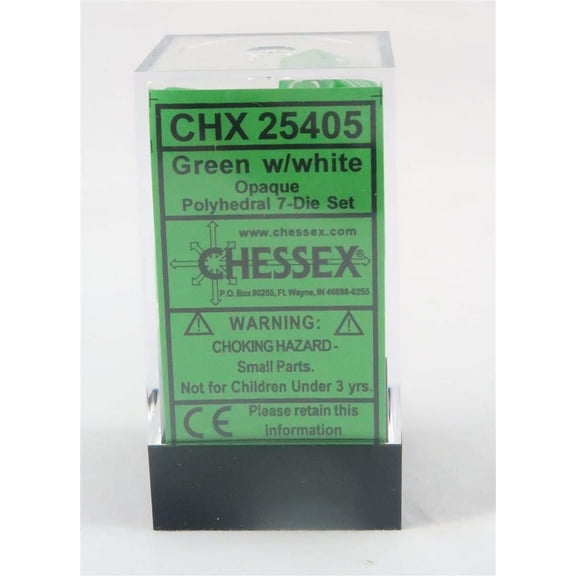 CHX 25405
Green w/white
Opaque
Polyhedral 7-Die Set
www.chessex.com
CHESSEX®
P.O. Box 80255, Ft. Wayne, IN 46898-0255
WARNING:
CHOKING HAZARD -
Small Parts.
Not for Children Under 3 yrs.
CE Please retain this
information